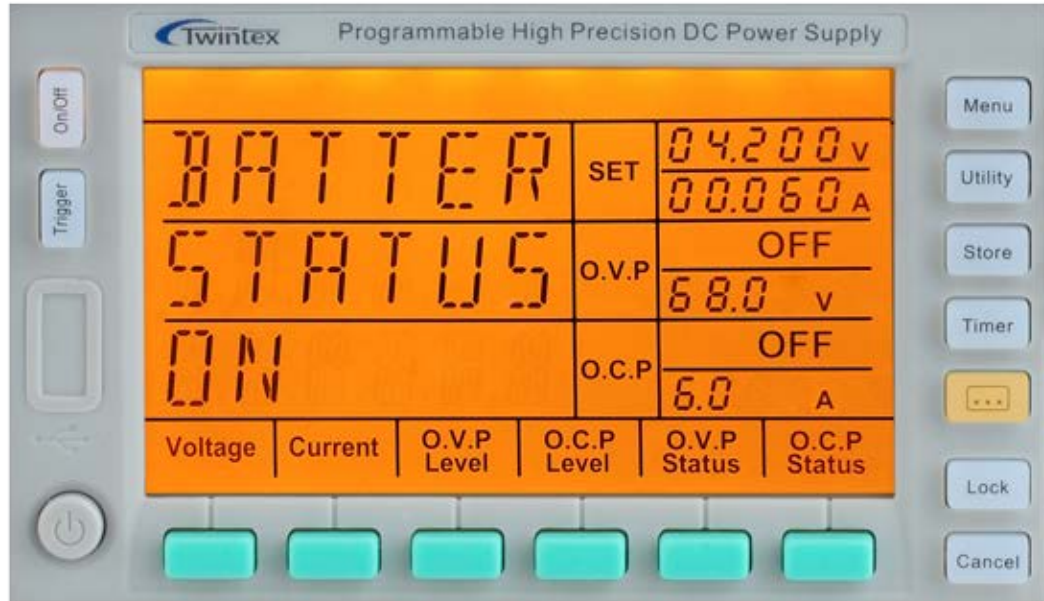 Twintex Programmable High Precision DC Power Supply
On/Off
Trigger
BATTER
STATUS
ON
SET
04.200 V
00.060 A
O.V.P
OFF
68.0 V
O.C.P
OFF
6.0 A
Voltage
Current
O.V.P
Level
O.C.P
Level
O.V.P
Status
O.C.P
Status
Menu
Utility
Store
Timer
...
Lock
Cancel